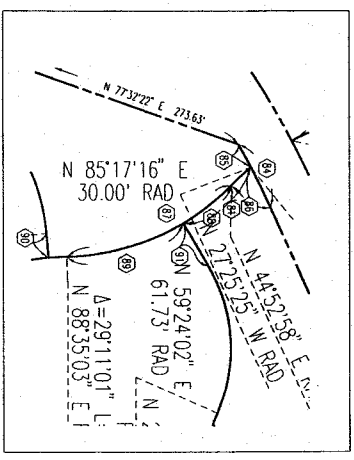 N 77°32'22" E 273.63'
N 85°17'16" E
30.00' RAD
84
85
86
84
87
88
N 44°52'58" E
N 27°25'25" W RAD
91
N 59°24'02" E
61.73' RAD
90
89
Δ=29°11'01" L
N 88°35'03" E